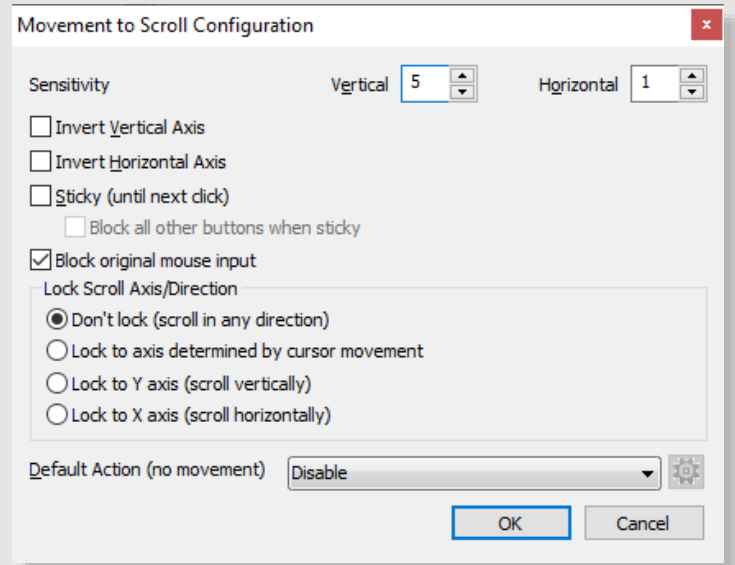 Movement to Scroll Configuration
x
Sensitivity Vertical 5 Horizontal 1
Invert Vertical Axis
Invert Horizontal Axis
Sticky (until next click)
Block all other buttons when sticky
Block original mouse input
Lock Scroll Axis/Direction
Don't lock (scroll in any direction)
Lock to axis determined by cursor movement
Lock to Y axis (scroll vertically)
Lock to X axis (scroll horizontally)
Default Action (no movement) Disable
OK Cancel